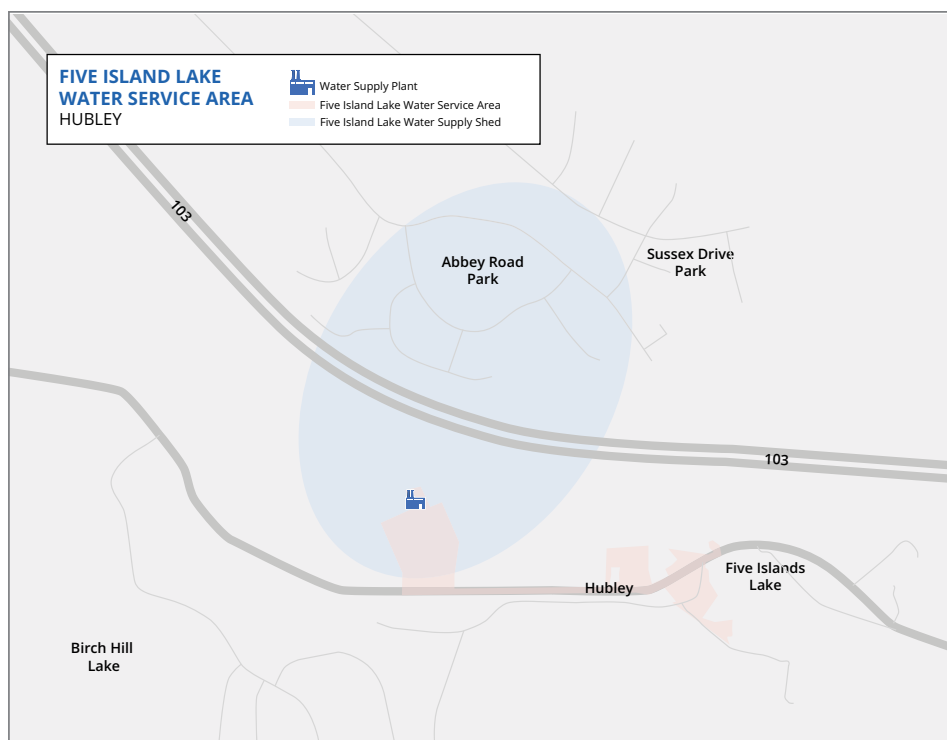 FIVE ISLAND LAKE
WATER SERVICE AREA
HUBLEY
Water Supply Plant
Five Island Lake Water Service Area
Five Island Lake Water Supply Shed
103
Abbey Road
Park
Sussex Drive
Park
103
Five Islands
Lake
Hubley
Birch Hill
Lake